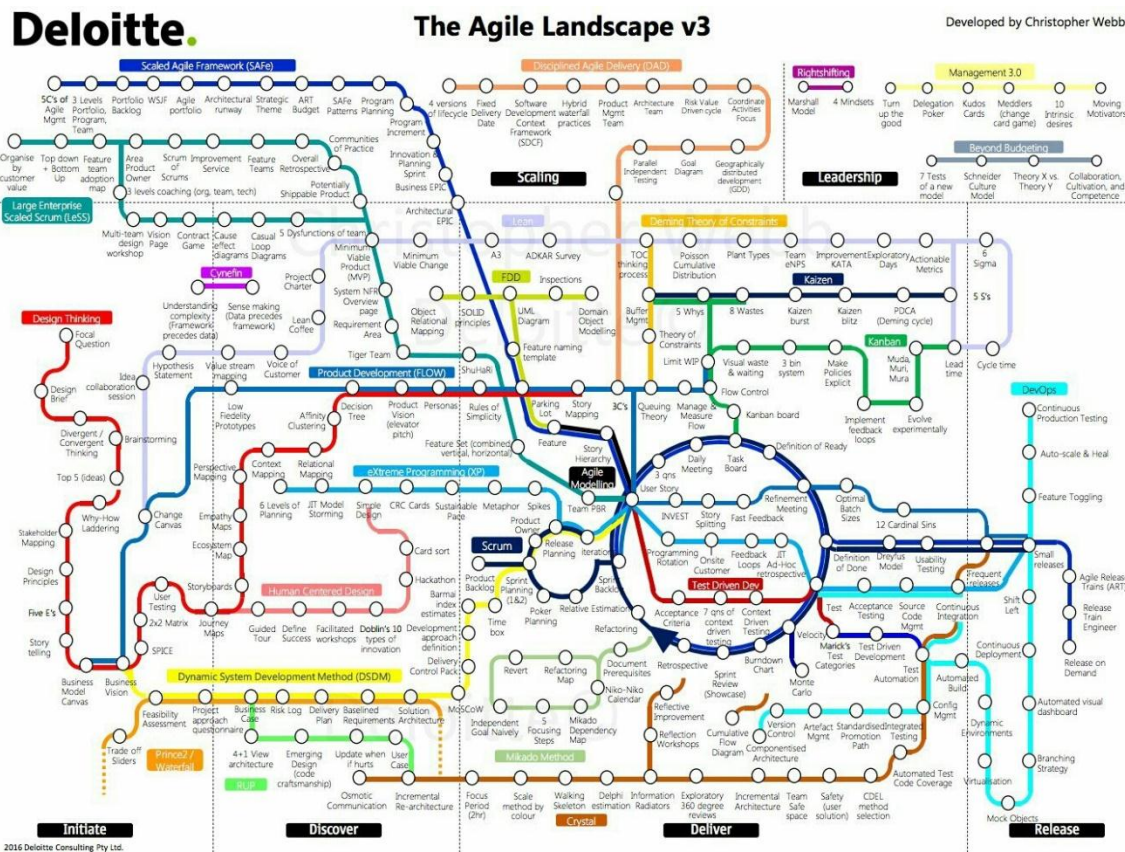 Deloitte.
The Agile Landscape v3
Developed by Christopher Webb
Scaled Agile Framework (SAFe)
5C's of
Agile
Mgmt
3 Levels
Portfolio,
Program,
Team
Portfolio
Backlog
WSJF
Agile
portfolio
Architectural
runway
Strategic
Theme
ART
Budget
SAFe
Patterns
Program
Planning
Program
Increment
Innovation &
Planning
Sprint
Business EPIC
Architectural
EPIC
Disciplined Agile Delivery (DAD)
4 versions
of lifecycle
Fixed
Delivery
Date
Software
Development
Context
Framework
(SDCF)
Hybrid
waterfall
practices
Product
Mgmt
Team
Architecture
Team
Risk Value
Driven cycle
Coordinate
Activities
Focus
Parallel
Independent
Testing
Goal
Diagram
Geographically
distributed
development
(GDD)
Scaling
Rightshifting
Marshall
Model
4 Mindsets
Management 3.0
Turn
up the
good
Delegation
Poker
Kudos
Cards
Meddlers
(change
card game)
10
Intrinsic
desires
Moving
Motivators
Beyond Budgeting
7 Tests
of a new
model
Schneider
Culture
Model
Theory X vs.
Theory Y
Collaboration,
Cultivation, and
Competence
Leadership
Organise
by
customer
value
Top down
+ Bottom
Up
Feature
team
adoption
map
Area
Product
Owner
Scrum
of
Scrums
Improvement
Service
Feature
Teams
Overall
Retrospective
Communities
of Practice
Potentially
Shippable Product
3 levels coaching (org, team, tech)
Large Enterprise
Scaled Scrum (LeSS)
Multi-team
design
workshop
Vision
Page
Contract
Game
Cause
effect
diagrams
Casual
Loop
Diagrams
5 Dysfunctions of team
Minimum
Viable
Product
(MVP)
System NFR
Overview
page
Requirement
Area
Tiger Team
ShuHaRi
Christopher Webb
Deloitte
Lean
Minimum
Viable Change
A3
ADKAR Survey
Deming Theory of Constraints
TOC
thinking
process
Poisson
Cumulative
Distribution
Plant Types
Team
eNPS
Improvement
KATA
Exploratory
Days
Actionable
Metrics
6
Sigma
5 S's
Cynefin
Understanding
complexity
(Framework
precedes data)
Sense making
(Data precedes
framework)
Project
Charter
Lean
Coffee
FDD
Inspections
Object
Relational
Mapping
SOLID
principles
UML
Diagram
Domain
Object
Modelling
Feature naming
template
Buffer
Mgmt
Kaizen
5 Whys
8 Wastes
Kaizen
burst
Kaizen
blitz
PDCA
(Deming cycle)
Theory of
Constraints
Limit WIP
Visual waste
& waiting
3 bin
system
Make
Policies
Explicit
Kanban
Muda,
Muri,
Mura
Lead
time
Cycle time
Implement
feedback
loops
Evolve
experimentally
Design Thinking
Focal
Question
Design
Brief
Divergent /
Convergent
Thinking
Brainstorming
Top 5 (ideas)
Why-How
Laddering
Stakeholder
Mapping
Design
Principles
Five E's
Story
telling
Business
Model
Canvas
Business
Vision
SPICE
2x2 Matrix
User
Testing
Storyboards
Journey
Maps
Ecosystem
Map
Empathy
Maps
Perspective
Mapping
Context
Mapping
Relational
Mapping
Affinity
Clustering
Decision
Tree
Idea
collaboration
session
Hypothesis
Statement
Value stream
mapping
Voice of
Customer
Change
Canvas
Low
Fidelity
Prototypes
Product Development (FLOW)
Product
Vision
(elevator
pitch)
Personas
Rules of
Simplicity
Parking
Lot
Story
Mapping
3C's
Queuing
Theory
Manage &
Measure
Flow
Flow Control
Kanban board
Feature
Story
Hierarchy
Feature Set (combined
vertical, horizontal)
Agile
Modelling
Team PBR
User Story
3 qns
Daily
Meeting
Task
Board
Definition of Ready
eXtreme Programming (XP)
6 Levels of
Planning
JIT Model
Storming
Simple
Design
CRC Cards
Sustainable
Pace
Metaphor
Spikes
Product
Owner
Release
Planning
Iteration
INVEST
Story
Splitting
Fast Feedback
Refinement
Meeting
Optimal
Batch
Sizes
12 Cardinal Sins
Programming
Rotation
Onsite
Customer
Feedback
Loops
JIT
Ad-Hoc
retrospective
Definition
of Done
Dreyfus
Model
Usability
Testing
Frequent
releases
Small
releases
DevOps
Continuous
Production Testing
Auto-scale & Heal
Feature Toggling
Agile Release
Trains (ART)
Release
Train
Engineer
Release on
Demand
Shift
Left
Continuous
Deployment
Automated visual
dashboard
Branching
Strategy
Mock Objects
Virtualisation
Dynamic
Environments
Scrum
Product
Backlog
Sprint
Planning
(1&2)
Poker
Planning
Relative Estimation
Sprint
Backlog
Refactoring
Time
box
Barma
index
estimates
Development
approach
definition
Delivery
Pack
MoSCoW
Card sort
Hackathon
Human Centered Design
Guided
Tour
Define
Success
Facilitated
workshops
Doblin's 10
types of
innovation
Test Driven Dev
Acceptance
Criteria
7 qns of
context
driven
testing
Context
Driven
Testing
Velocity
Test
Marick's
Test
Categories
Acceptance
Testing
Source
Code
Mgmt
Continuous
Integration
Test Driven
Development
Test
Automation
Automated
Build
Config
Mgmt
Monte
Carlo
Burndown
Chart
Sprint
Review
(Showcase)
Retrospective
Document
Prerequisites
Revert
Refactoring
Map
Niko-Niko
Calendar
Independent
Goal Naively
5
Focusing
Steps
Mikado
Dependency
Map
Mikado Method
Reflective
Improvement
Reflection
Workshops
Cumulative
Flow
Diagram
Version
Control
Componentised
Architecture
Artefact
Mgmt
Standardised
Promotion
Path
Integrated
Testing
Automated Test
Code Coverage
Dynamic System Development Method (DSDM)
Feasibility
Assessment
Project
approach
questionnaire
Business
Case
Risk Log
Delivery
Plan
Baselined
Requirements
Solution
Architecture
Trade off
Sliders
Prince2 /
Waterfall
4+1 View
architecture
Emerging
Design
(code
craftsmanship)
Update when
if hurts
User
Case
RUP
Osmotic
Communication
Incremental
Re-architecture
Focus
Period
(2hr)
Scale
method by
colour
Walking
Skeleton
Delphi
estimation
Information
Radiators
Exploratory
360 degree
reviews
Incremental
Architecture
Team
Safe
space
Safety (user
solution)
CDEL
method
selection
Crystal
Initiate
Discover
Deliver
Release
2016 Deloitte Consulting Pty Ltd.